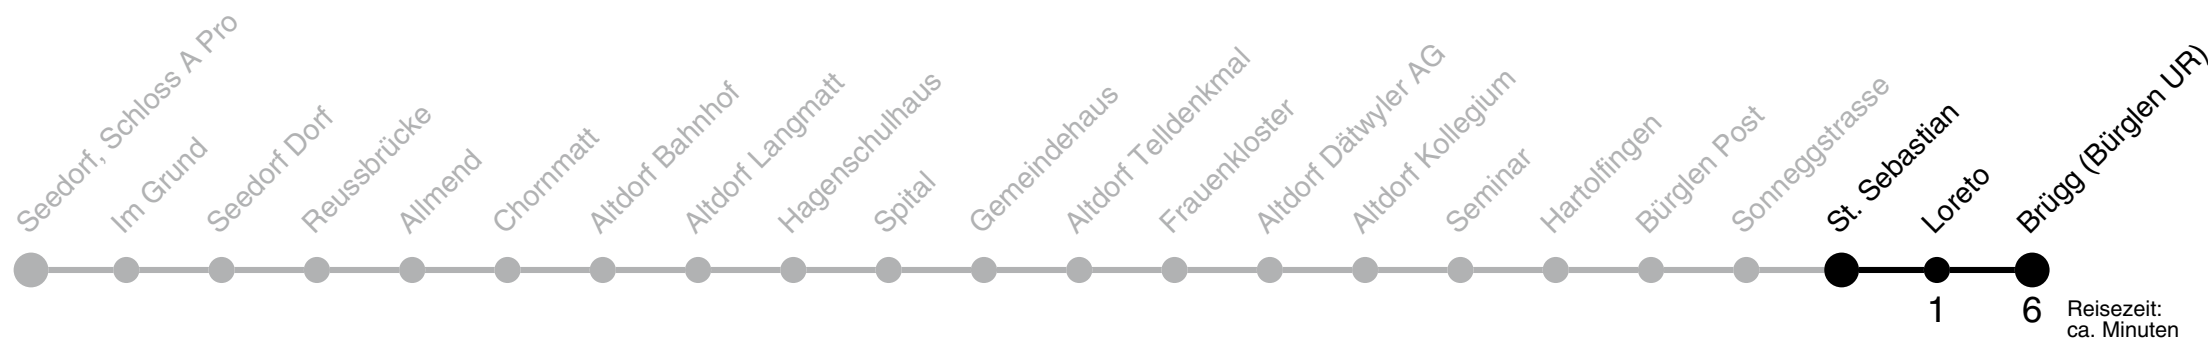 Seedorf, Schloss A Pro
Im Grund
Seedorf Dorf
Reussbrücke
Allmend
Chornmatt
Altdorf Bahnhof
Altdorf Langmatt
Hagenschulhaus
Spital
Gemeindehaus
Altdorf Telldenkmal
Frauenkloster
Altdorf Dätwyler AG
Altdorf Kollegium
Seminar
Hartolfingen
Bürglen Post
Sonneggstrasse
St. Sebastian
Loreto
Brügg (Bürglen UR)
1
6
Reisezeit:
ca. Minuten